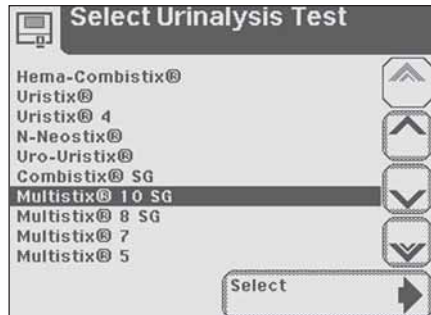 Select Urinalysis Test
Hema-Combistix®
Uristix®
Uristix® 4
N-Neostix®
Uro-Uristix®
Combistix® SG
Multistix® 10 SG
Multistix® 8 SG
Multistix® 7
Multistix® 5
Select